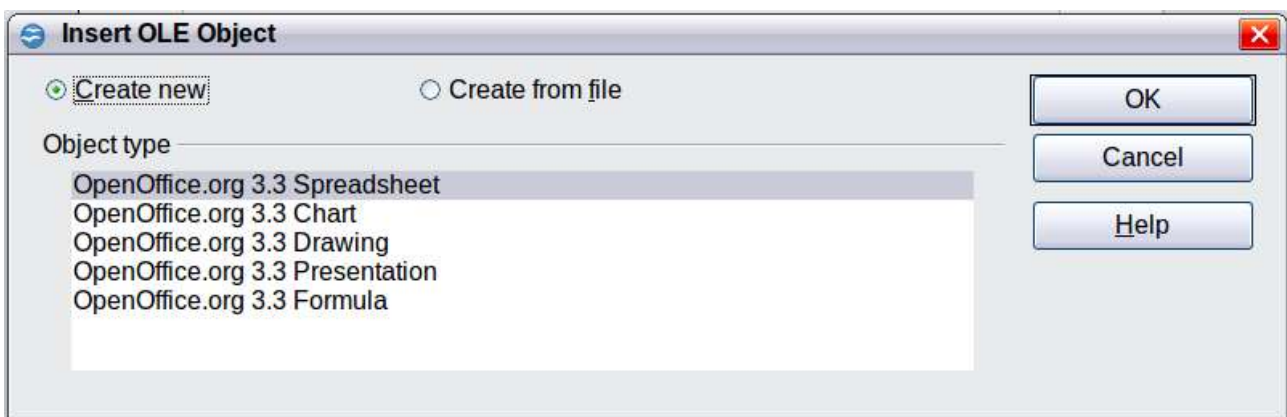 Insert OLE Object
Create new
Create from file
OK
Object type
Cancel
OpenOffice.org 3.3 Spreadsheet
OpenOffice.org 3.3 Chart
Help
OpenOffice.org 3.3 Drawing
OpenOffice.org 3.3 Presentation
OpenOffice.org 3.3 Formula